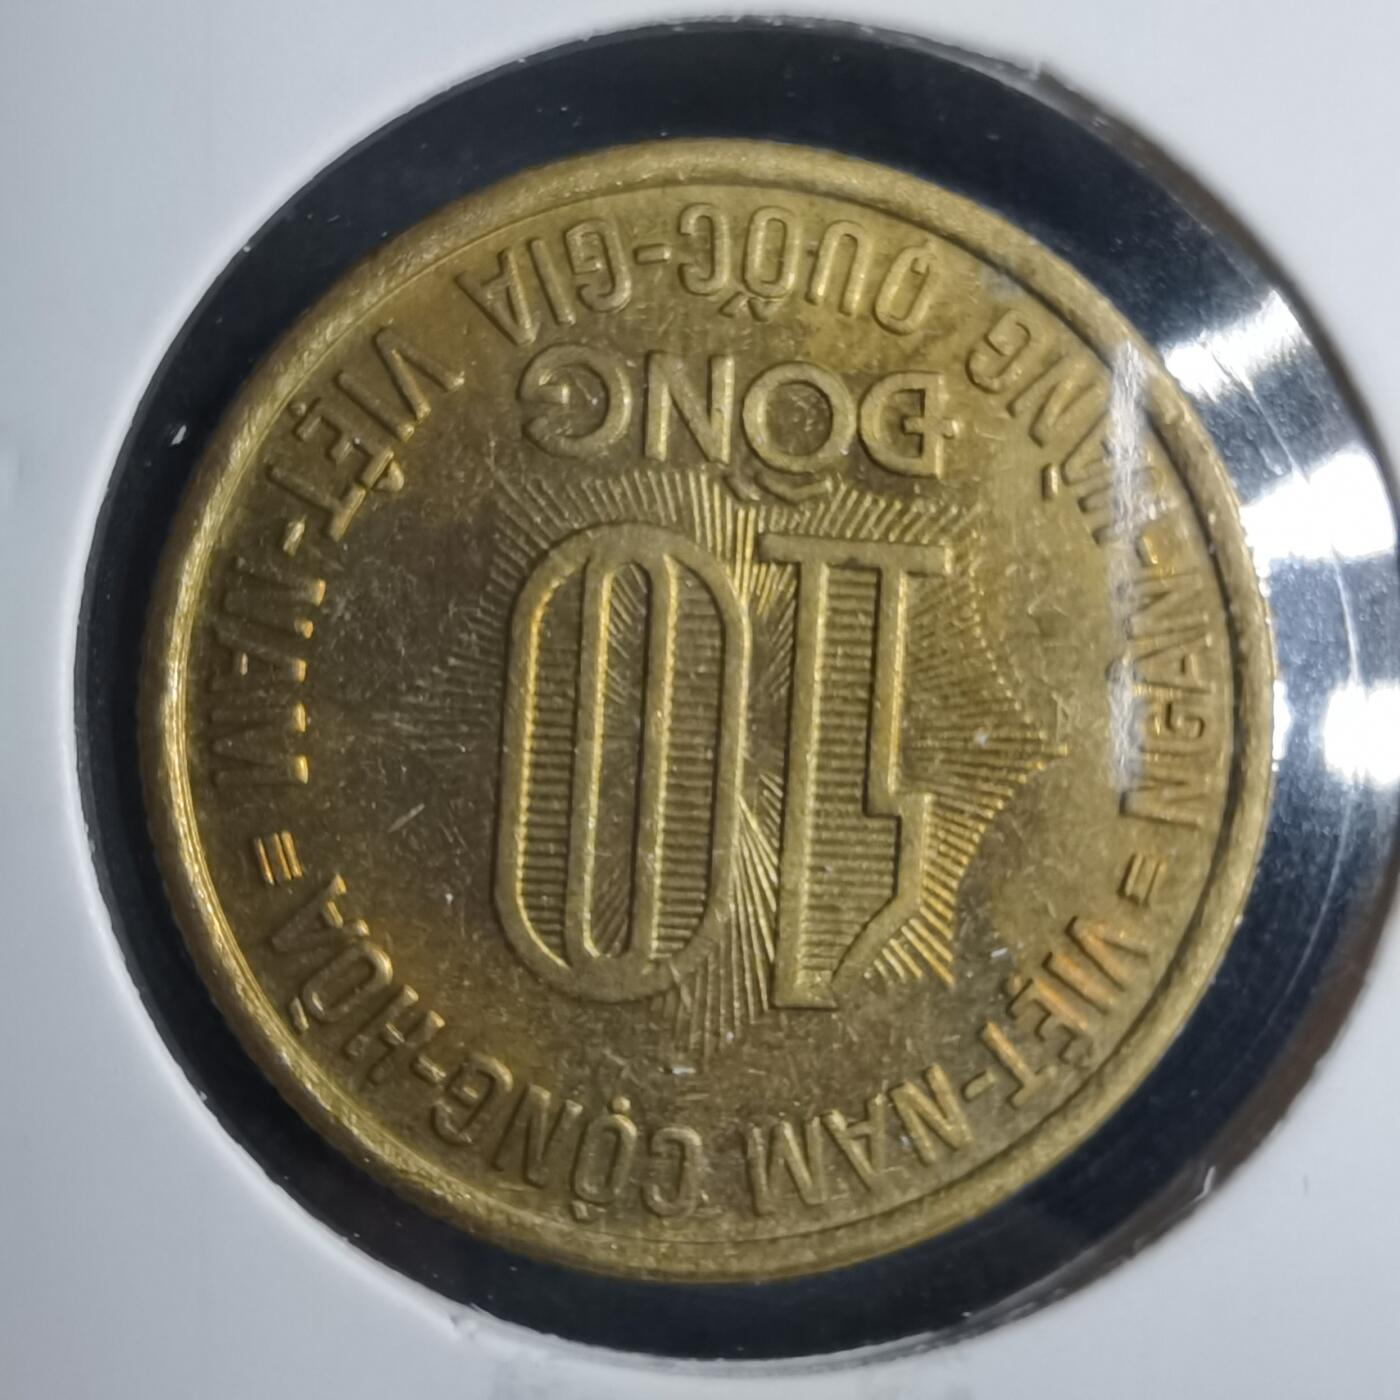 VIỆT-NAM CỘNG-HÒA
10
ĐỒNG
NGÂN-HÀNG QUỐC-GIA VIỆT-NAM